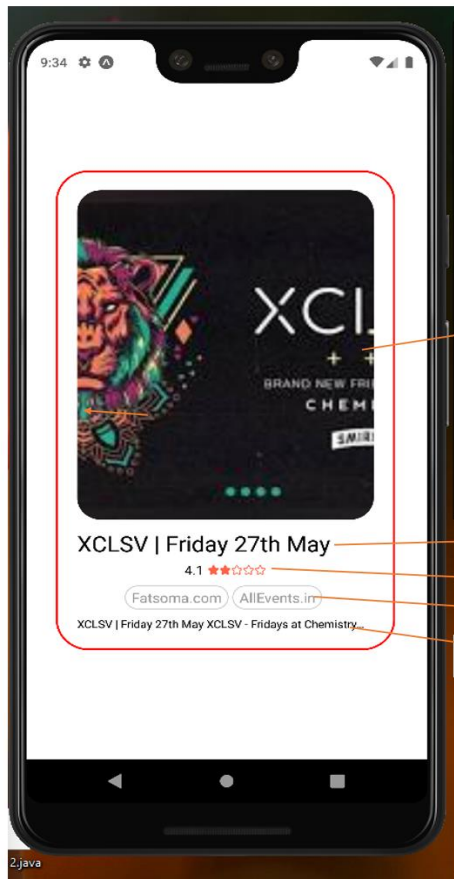 9:34
XCL
BRAND NEW FRI
CHEM
SMIR
XCLSV | Friday 27th May
4.1
Fatsoma.com AllEvents.in
XCLSV | Friday 27th May XCLSV - Fridays at Chemistry...
2.java